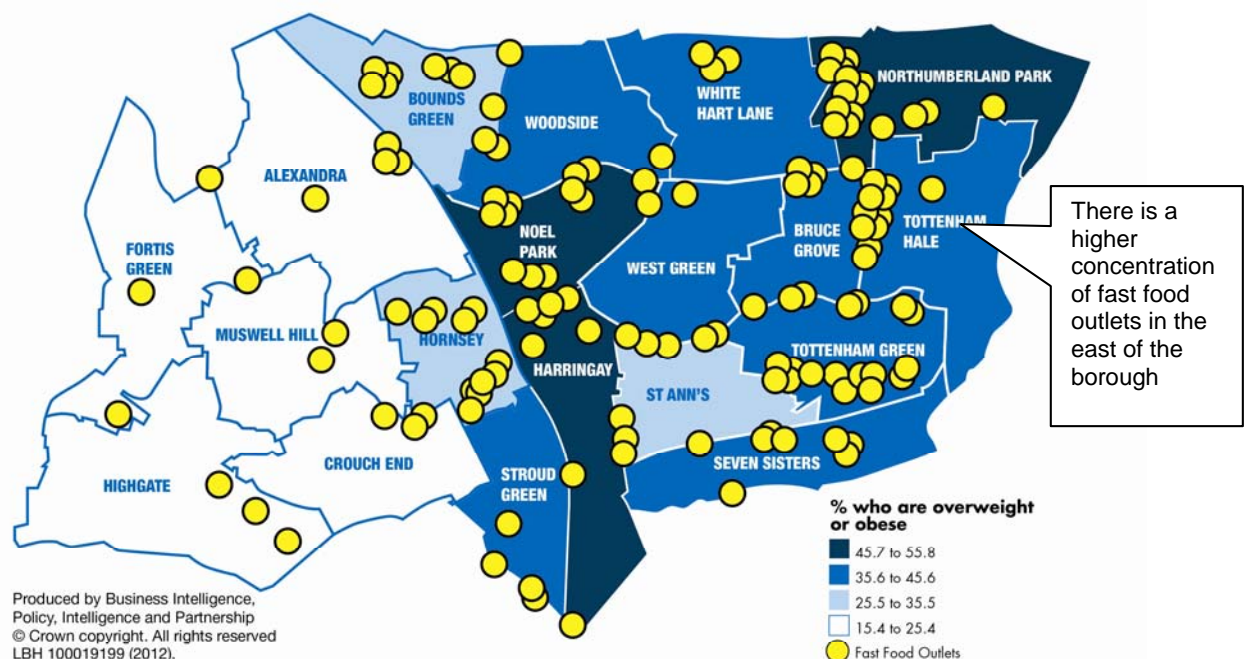 BOUNDS
GREEN
WOODSIDE
WHITE
HART LANE
NORTHUMBERLAND PARK
ALEXANDRA
FORTIS
GREEN
NOEL
PARK
WEST GREEN
BRUCE
GROVE
TOTTENHAM
HALE
There is a
higher
concentration
of fast food
outlets in the
east of the
borough
MUSWELL HILL
HORNSEY
HARRINGAY
TOTTENHAM GREEN
ST ANN'S
CROUCH END
HIGHGATE
STROUD
GREEN
SEVEN SISTERS
% who are overweight
or obese
45.7 to 55.8
35.6 to 45.6
25.5 to 35.5
15.4 to 25.4
Fast Food Outlets
Produced by Business Intelligence,
Policy, Intelligence and Partnership
© Crown copyright. All rights reserved
LBH 100019199 (2012).